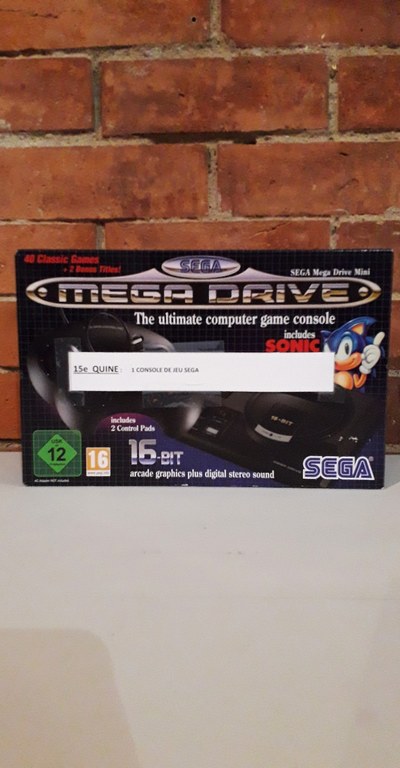 40 Classic Games
+ 2 Bonus Titles!
SEGA
SEGA Mega Drive Mini
MEGA DRIVE
The ultimate computer game console
includes
SONIC
15e QUINE : 1 CONSOLE DE JEU SEGA
includes
2 Control Pads
16-BIT
12
16
16-BIT
arcade graphics plus digital stereo sound
SEGA